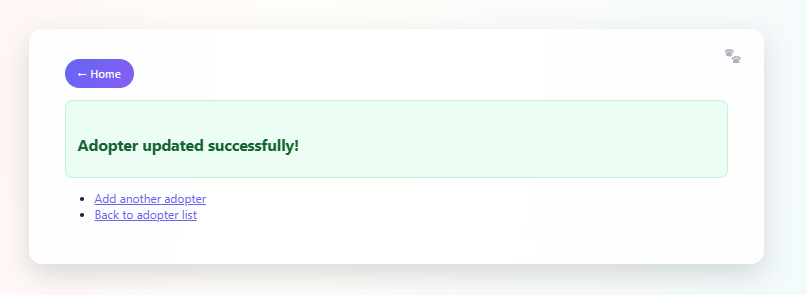 ← Home
Adopter updated successfully!
Add another adopter
Back to adopter list